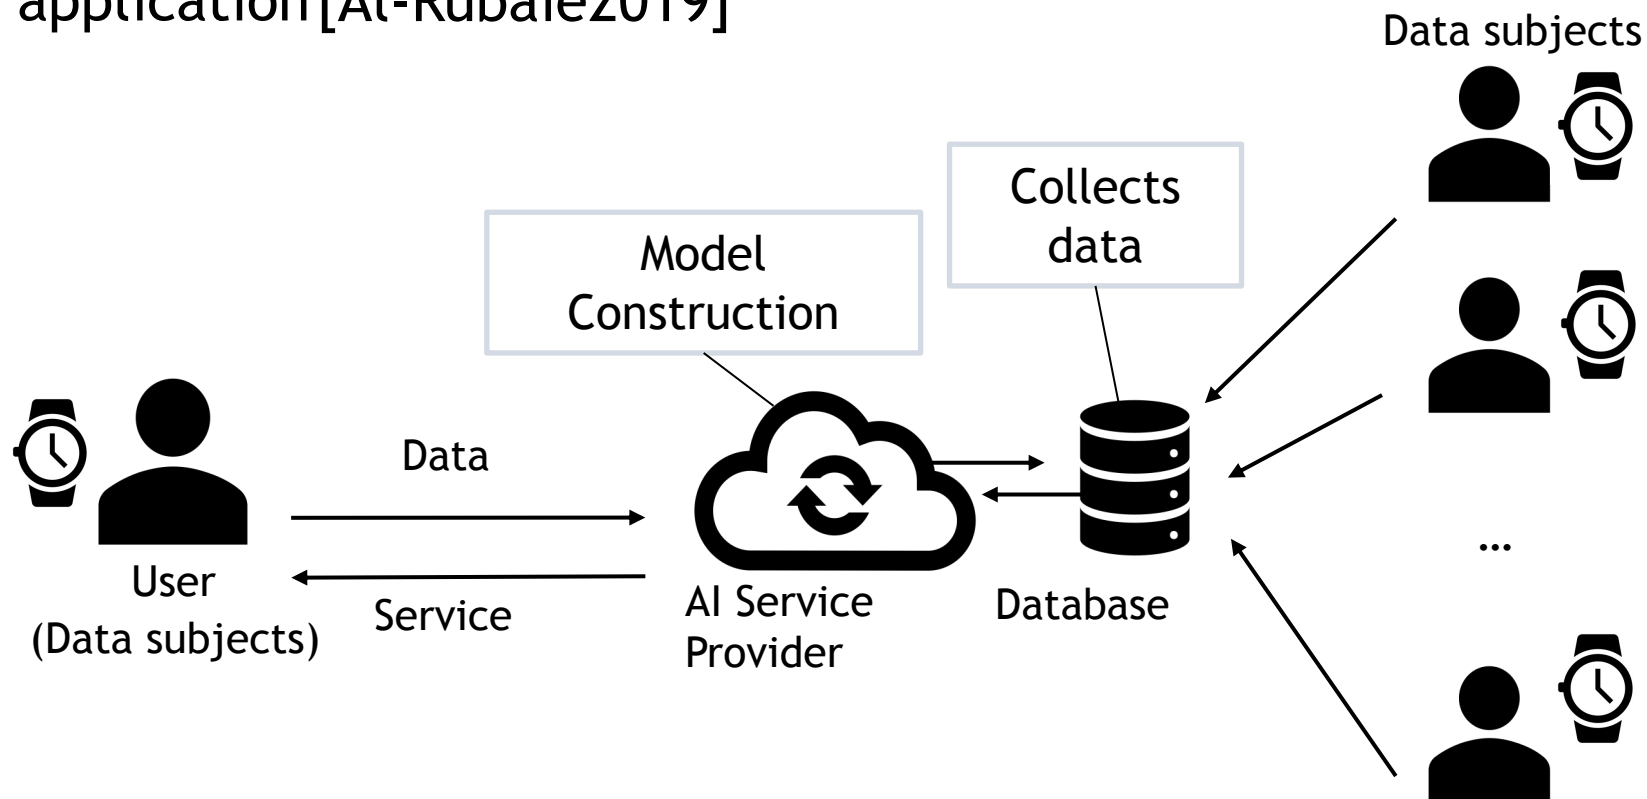 application[Al-Rubaie2019]
Data subjects
Collects
data
Model
Construction
Data
User
(Data subjects)
Service
AI Service
Provider
Database
...